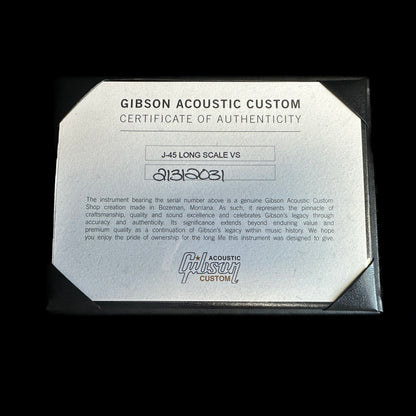 GIBSON ACOUSTIC CUSTOM
CERTIFICATE OF AUTHENTICITY
J-45 LONG SCALE VS
21312031
The instrument bearing the serial number above is a genuine Gibson Acoustic Custom
Shop creation made in Bozeman, Montana. As such, it represents the pinnacle of
craftsmanship, quality and sound excellence and celebrates Gibson's legacy through
accuracy and authenticity. Its significance extends beyond enduring value and
premium quality as a continuation of Gibson's legacy within music history. We hope
you enjoy the pride of ownership for the long life this instrument was designed to give.
ACOUSTIC
Gibson
CUSTOM